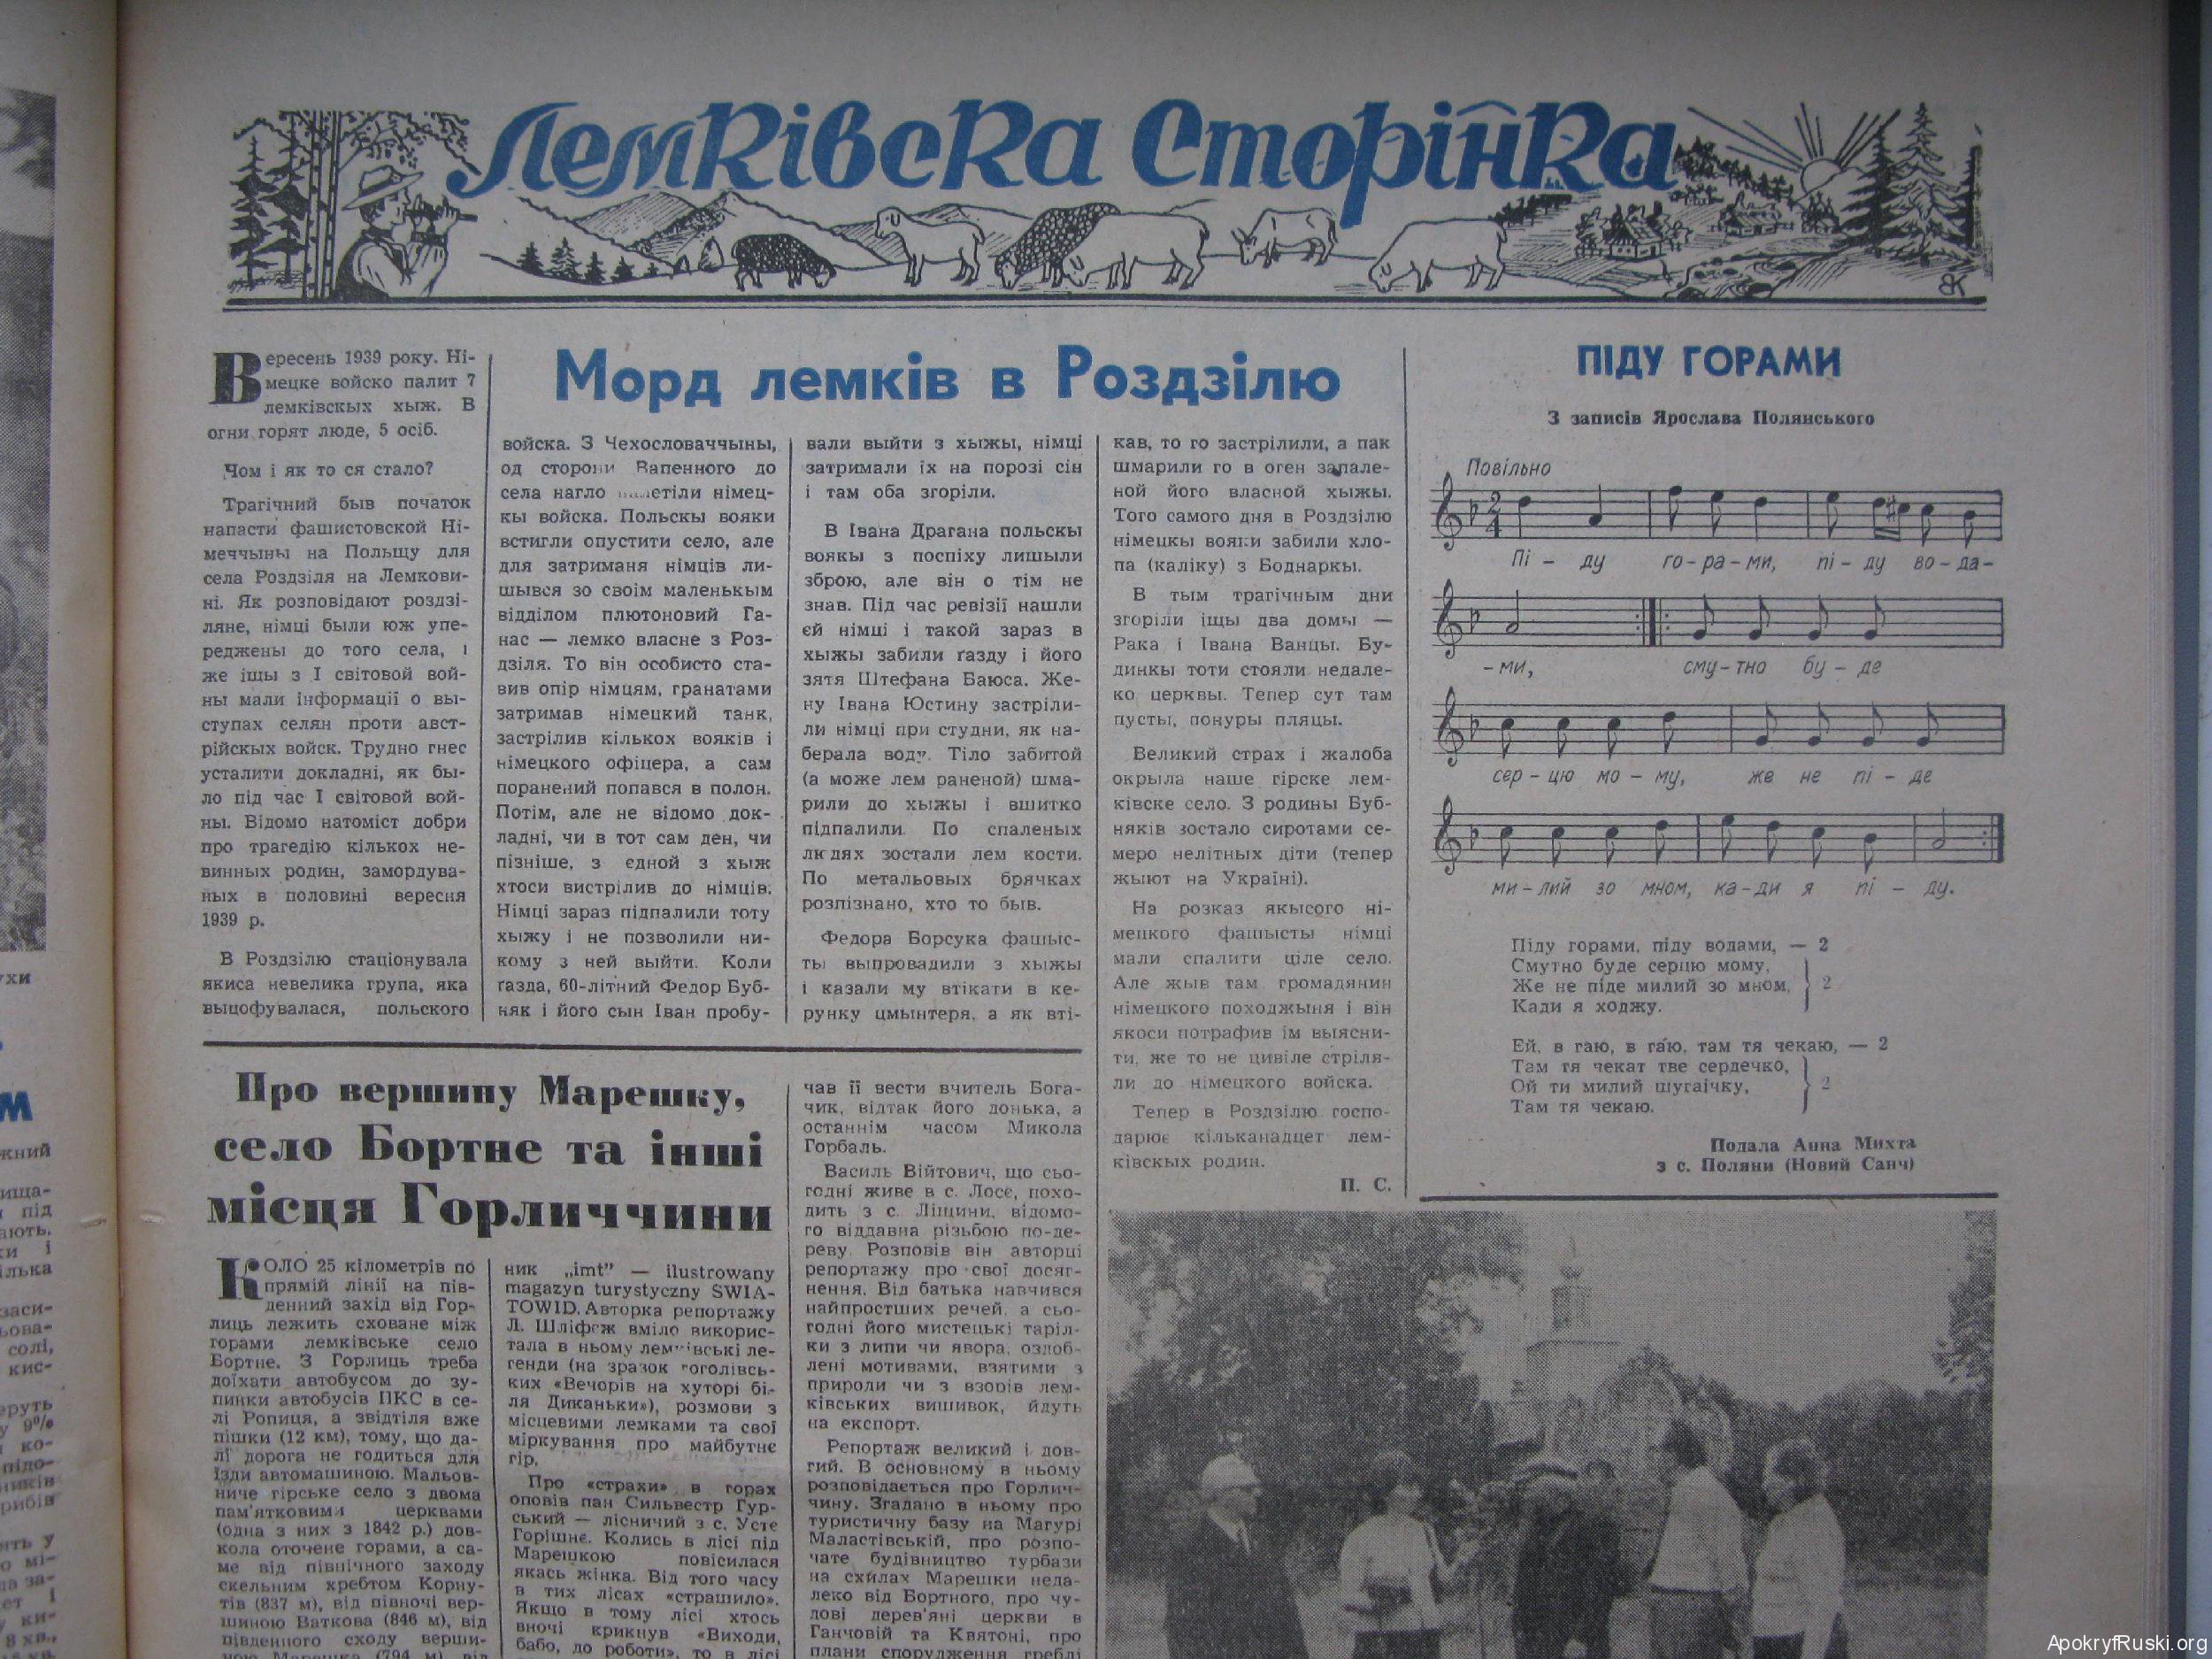 Лемківска Сторінка
Морд лемків в Роздзілю
Вересень 1939 року. Ні-
мецке войско палит 7
лемківскых хыж. В
огни горят люде, 5 осіб.
Чом і як то ся стало?
Трагічний быв початок
напасти фашистовской Ні-
меччыны на Польщу для
села Роздзіля на Лемкови-
ні. Як розповідают роздзі-
ляне, німці были юж упе-
реджены до того села, і
же іщы з І світовой вой-
ны мали інформації о вы-
ступах селян проти авст-
рійскых войск. Трудно гнес
усталити докладні, як бы-
ло під час І світовой вой-
ны. Відомо натоміст добри
про трагедію кількох не-
винных родин, замордува-
ных в половині вересня
1939 р.
В Роздзілю стаціонувала
якиса невелика група, яка
выцофувалася, польского
войска. З Чехословаччыны,
од сторони Вапенного до
села нагло німец-
кы войска. Польскы вояки
встигли опустити село, але
для затриманя німців ли-
шывся зо своім маленьким
відділом плютоновий Га-
нас — лемко власне з Роз-
дзіля. То він особисто ста-
вив опір німцям, гранатами
затримав німецкий танк,
застрілив кількох вояків і
німецкого офіцера, а сам
поранений попався в полон.
Потім, але не відомо док-
ладні, чи в тот сам ден, чи
пізніше, з єдной з хыж
хтоси вистрілив до німців.
Німці зараз підпалили тоту
хыжу і не позволили ни-
кому з ней выйти. Коли
ґазда, 60-літний Федор Буб-
няк і його сын Іван пробу-
вали выйти з хыжы, німці
затримали їх на порозі сін
і там оба згоріли.
В Івана Драгана польскы
воякы з поспіху лишыли
зброю, але він о тім не
знав. Під час ревізії нашли
єй німці і такой зараз в
хыжы забили ґазду і його
зятя Штефана Баюса. Же-
ну Івана Юстину застріли-
ли німці при студни, як на-
берала воду. Тіло забитой
(а може лем раненой) шма-
рили до хыжы і вшитко
підпалили. По спаленых
людях зостали лем кости.
По метальовых брячках
розпізнано, хто то быв.
Федора Борсука фашыс-
ты выпровадили з хыжы
і казали му втікати в ке-
рунку цмынтеря, а як вті-
кав, то го застрілили, а пак
шмарили го в оген запале-
ной його власной хыжы.
Того самого дня в Роздзілю
німецкы вояки забили хло-
па (каліку) з Боднаркы.
В тым трагічным дни
згоріли іщы два домы —
Рака і Івана Ванцы. Бу-
динкы тоти стояли недале-
ко церквы. Тепер сут там
пусты, понуры пляцы.
Великий страх і жалоба
окрыла наше гірске лем-
ківске село. З родины Буб-
няків зостало сиротами се-
меро нелітных діти (тепер
жыют на Україні).
На розказ якысого ні-
мецкого фашысты німці
мали спалити ціле село.
Але жыв там громадянин
німецкого походжыня і він
якоси потрафив ім выясни-
ти, же то не цивіле стріля-
ли до німецкого войска.
Тепер в Роздзілю госпо-
дарює кільканадцет лем-
ківскых родин.
П. С.
ПІДУ ГОРАМИ
З записів Ярослава Полянського
Повільно
2
4
Пі – ду го-ра-ми, пі – ду во-да-
-ми, сму-тно бу – де
сер-цю мо-му, же не пі – де
ми-лий зо мном, ка-ди я пі – ду.
Піду горами, піду водами, — 2
Смутно буде серцю мому,
Же не піде милий зо мном, 2
Кади я ходжу.
Ей, в гаю, в гаю, там тя чекаю, — 2
Там тя чекат тве сердечко,
Ой ти милий шугаічку, 2
Там тя чекаю.
Подала Анна Михта
з с. Поляни (Новий Санч)
Про вершину Марешку,
село Бортне та інші
місця Горличчини
КОЛО 25 кілометрів по
прямій лінії на пів-
денний захід від Гор-
лиць лежить сховане між
горами лемківське село
Бортне. З Горлиць треба
доїхати автобусом до зу-
пинки автобусів ПКС в се-
лі Ропиця, а звідтіля вже
пішки (12 км), тому, що да-
лі дорога не годиться для
їзди автомашиною. Мальов-
ниче гірське село з двома
пам'ятковими церквами
(одна з них з 1842 р.) дов-
кола оточене горами, а са-
ме від північного заходу
скельним хребтом Корну-
тів (837 м), від півночі вер-
шиною Ваткова (846 м), від
південного сходу верши-
ною Марешка (794 м), від
ник „imt” — ilustrowany
magazyn turystyczny SWIA-
TOWID. Авторка репортажу
Л. Шліфеж вміло викорис-
тала в ньому лемківські ле-
генди (на зразок гоголівсь-
ких «Вечорів на хуторі бі-
ля Диканьки»), розмови з
місцевими лемками та свої
міркування про майбутнє
гір.
Про «страхи» в горах
оповів пан Сильвестр Гур-
ський — лісничий з с. Усте
Горішнє. Колись в лісі під
Марешкою повісилася
якась жінка. Від того часу
в тих лісах «страшило».
Якщо в тому лісі хтось
вночі крикнув «Виходи,
бабо, до роботи», то в лісі
чав її вести вчитель Бога-
чик, відтак його донька, а
останнім часом Микола
Горбаль.
Василь Війтович, що сьо-
годні живе в с. Лосє, похо-
дить з с. Ліщини, відомо-
го віддавна різьбою по-де-
реву. Розповів він авторці
репортажу про свої досяг-
нення. Від батька навчився
найпростших речей, а сьо-
годні його мистецькі таріл-
ки з липи чи явора, оздоб-
лені мотивами, взятими з
природи чи з взорів лем-
ківських вишивок, йдуть
на експорт.
Репортаж великий і дов-
гий. В основному в ньому
розповідається про Горлич-
чину. Згадано в ньому про
туристичну базу на Магурі
Маластівській, про розпо-
чате будівництво турбази
на схилах Марешки неда-
леко від Бортного, про чу-
дові дерев'яні церкви в
Ганчовій та Квятоні, про
плани спорудження греблі
ApokryfRuski.org